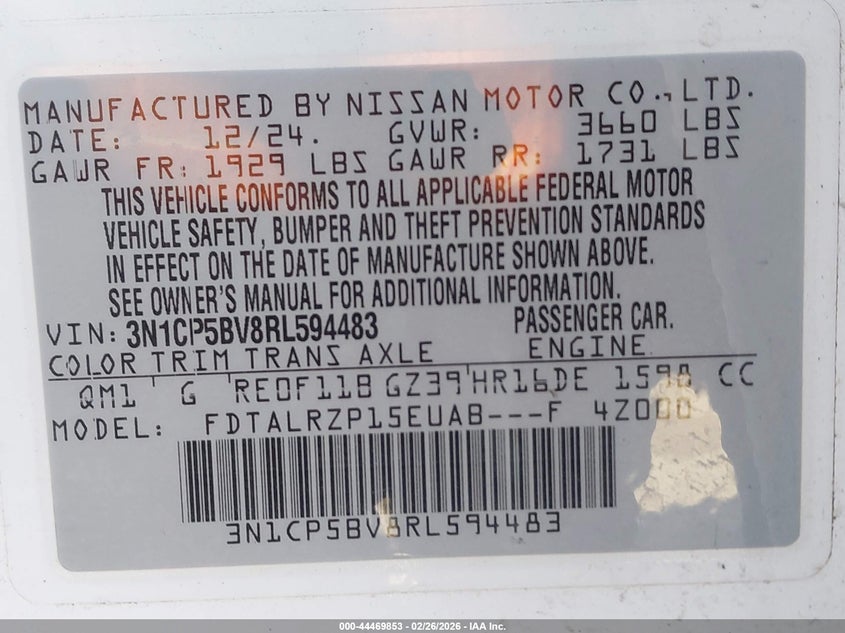 MANUFACTURED BY NISSAN MOTOR CO., LTD.
DATE: 12/24. GVWR: 3660 LBS
GAWR FR: 1929 LBS GAWR RR: 1731 LBS
THIS VEHICLE CONFORMS TO ALL APPLICABLE FEDERAL MOTOR
VEHICLE SAFETY, BUMPER AND THEFT PREVENTION STANDARDS
IN EFFECT ON THE DATE OF MANUFACTURE SHOWN ABOVE.
SEE OWNER'S MANUAL FOR ADDITIONAL INFORMATION.
VIN: 3N1CP5BV8RL594483 PASSENGER CAR.
COLOR TRIM TRANS AXLE ENGINE
QM1 ' G ' RE0F11B GZ39 ' HR16DE 1598 CC
MODEL: FDTALRZP15EUAB---F 4Z000
3N1CP5BV8RL594483
000-44469853 - 02/26/2026 - IAA Inc.